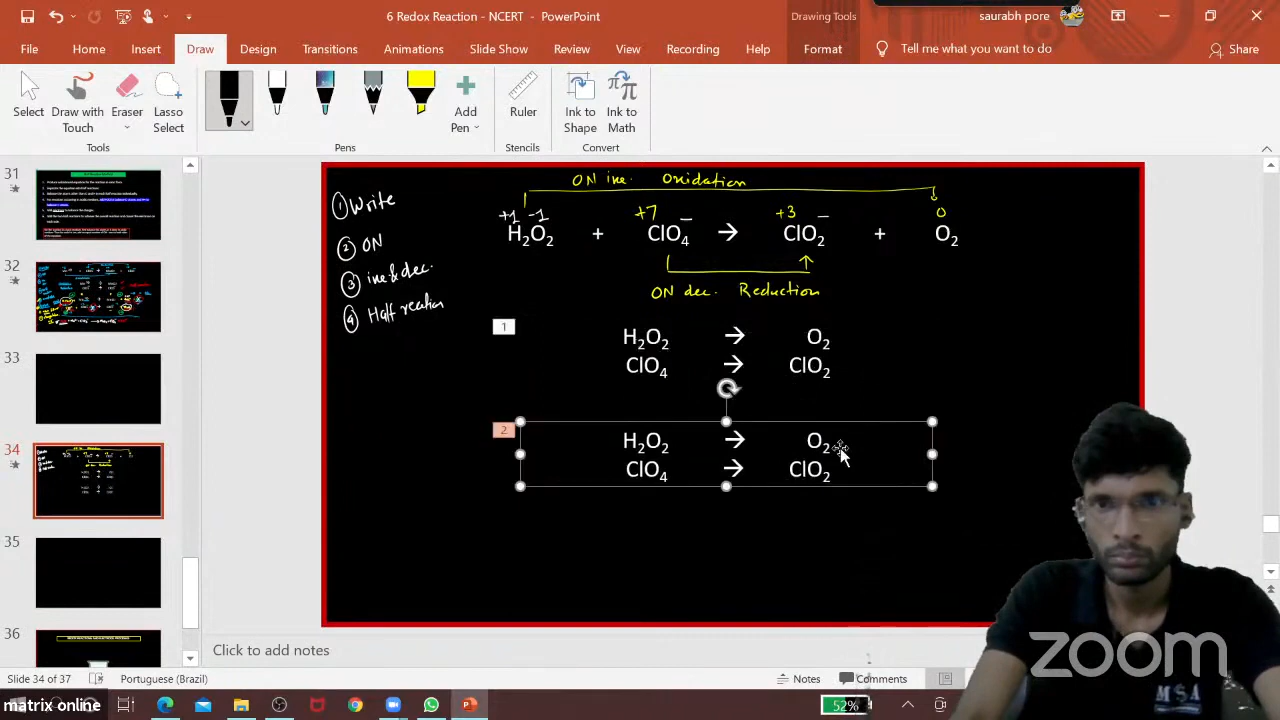 6 Redox Reaction - NCERT - PowerPoint
Drawing Tools
saurabh pore
File Home Insert Draw Design Transitions Animations Slide Show Review View Recording Help Format Tell me what you want to do Share
Select Draw with Touch Eraser Lasso Select Add Pen Ruler Ink to Shape Ink to Math
Tools Pens Stencils Convert
31
32
33
34
35
36
ON inc. Oxidation
① Write
② ON
③ inc & dec.
④ Half reaction
+1 -1 +7 +3 0
H₂O₂ + ClO₄⁻ → ClO₂⁻ + O₂
ON dec. Reduction
1
H₂O₂ → O₂
ClO₄ → ClO₂
2
H₂O₂ → O₂
ClO₄ → ClO₂
Click to add notes
Slide 34 of 37 Portuguese (Brazil) Notes Comments
matrix online
52%
zoom
MSA